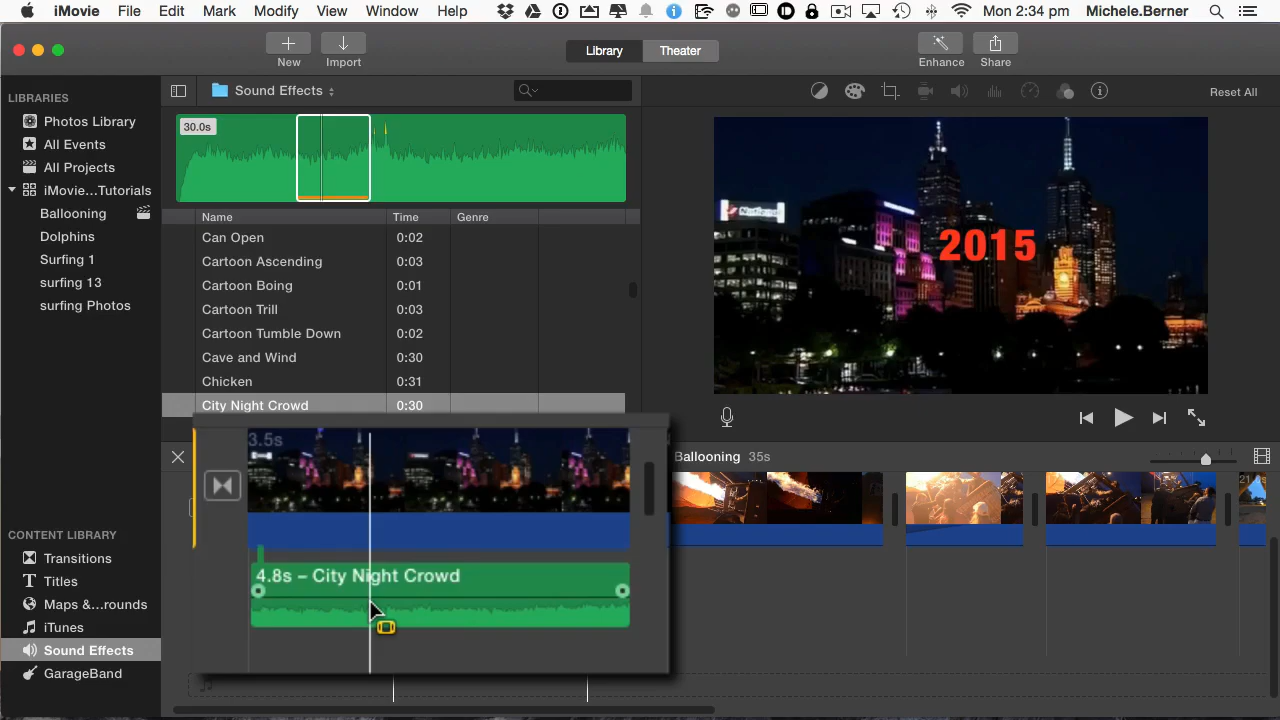 iMovie File Edit Mark Modify View Window Help Mon 2:34 pm Michele.Berner
New Import Library Theater Enhance Share
LIBRARIES
Photos Library
All Events
All Projects
iMovie...Tutorials
Ballooning
Dolphins
Surfing 1
surfing 13
surfing Photos
CONTENT LIBRARY
Transitions
Titles
Maps &...rounds
iTunes
Sound Effects
GarageBand
Sound Effects
30.0s
Name Time Genre
Can Open 0:02
Cartoon Ascending 0:03
Cartoon Boing 0:01
Cartoon Trill 0:03
Cartoon Tumble Down 0:02
Cave and Wind 0:30
Chicken 0:31
City Night Crowd 0:30
Reset All
National
2015
3.5s
4.8s – City Night Crowd
Ballooning 35s